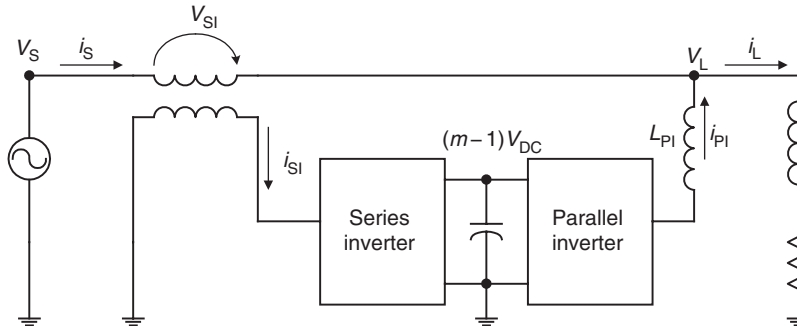 V_SI
V_S
i_S
V_L
i_L
i_SI
(m−1)V_DC
L_PI
i_PI
Series
inverter
Parallel
inverter